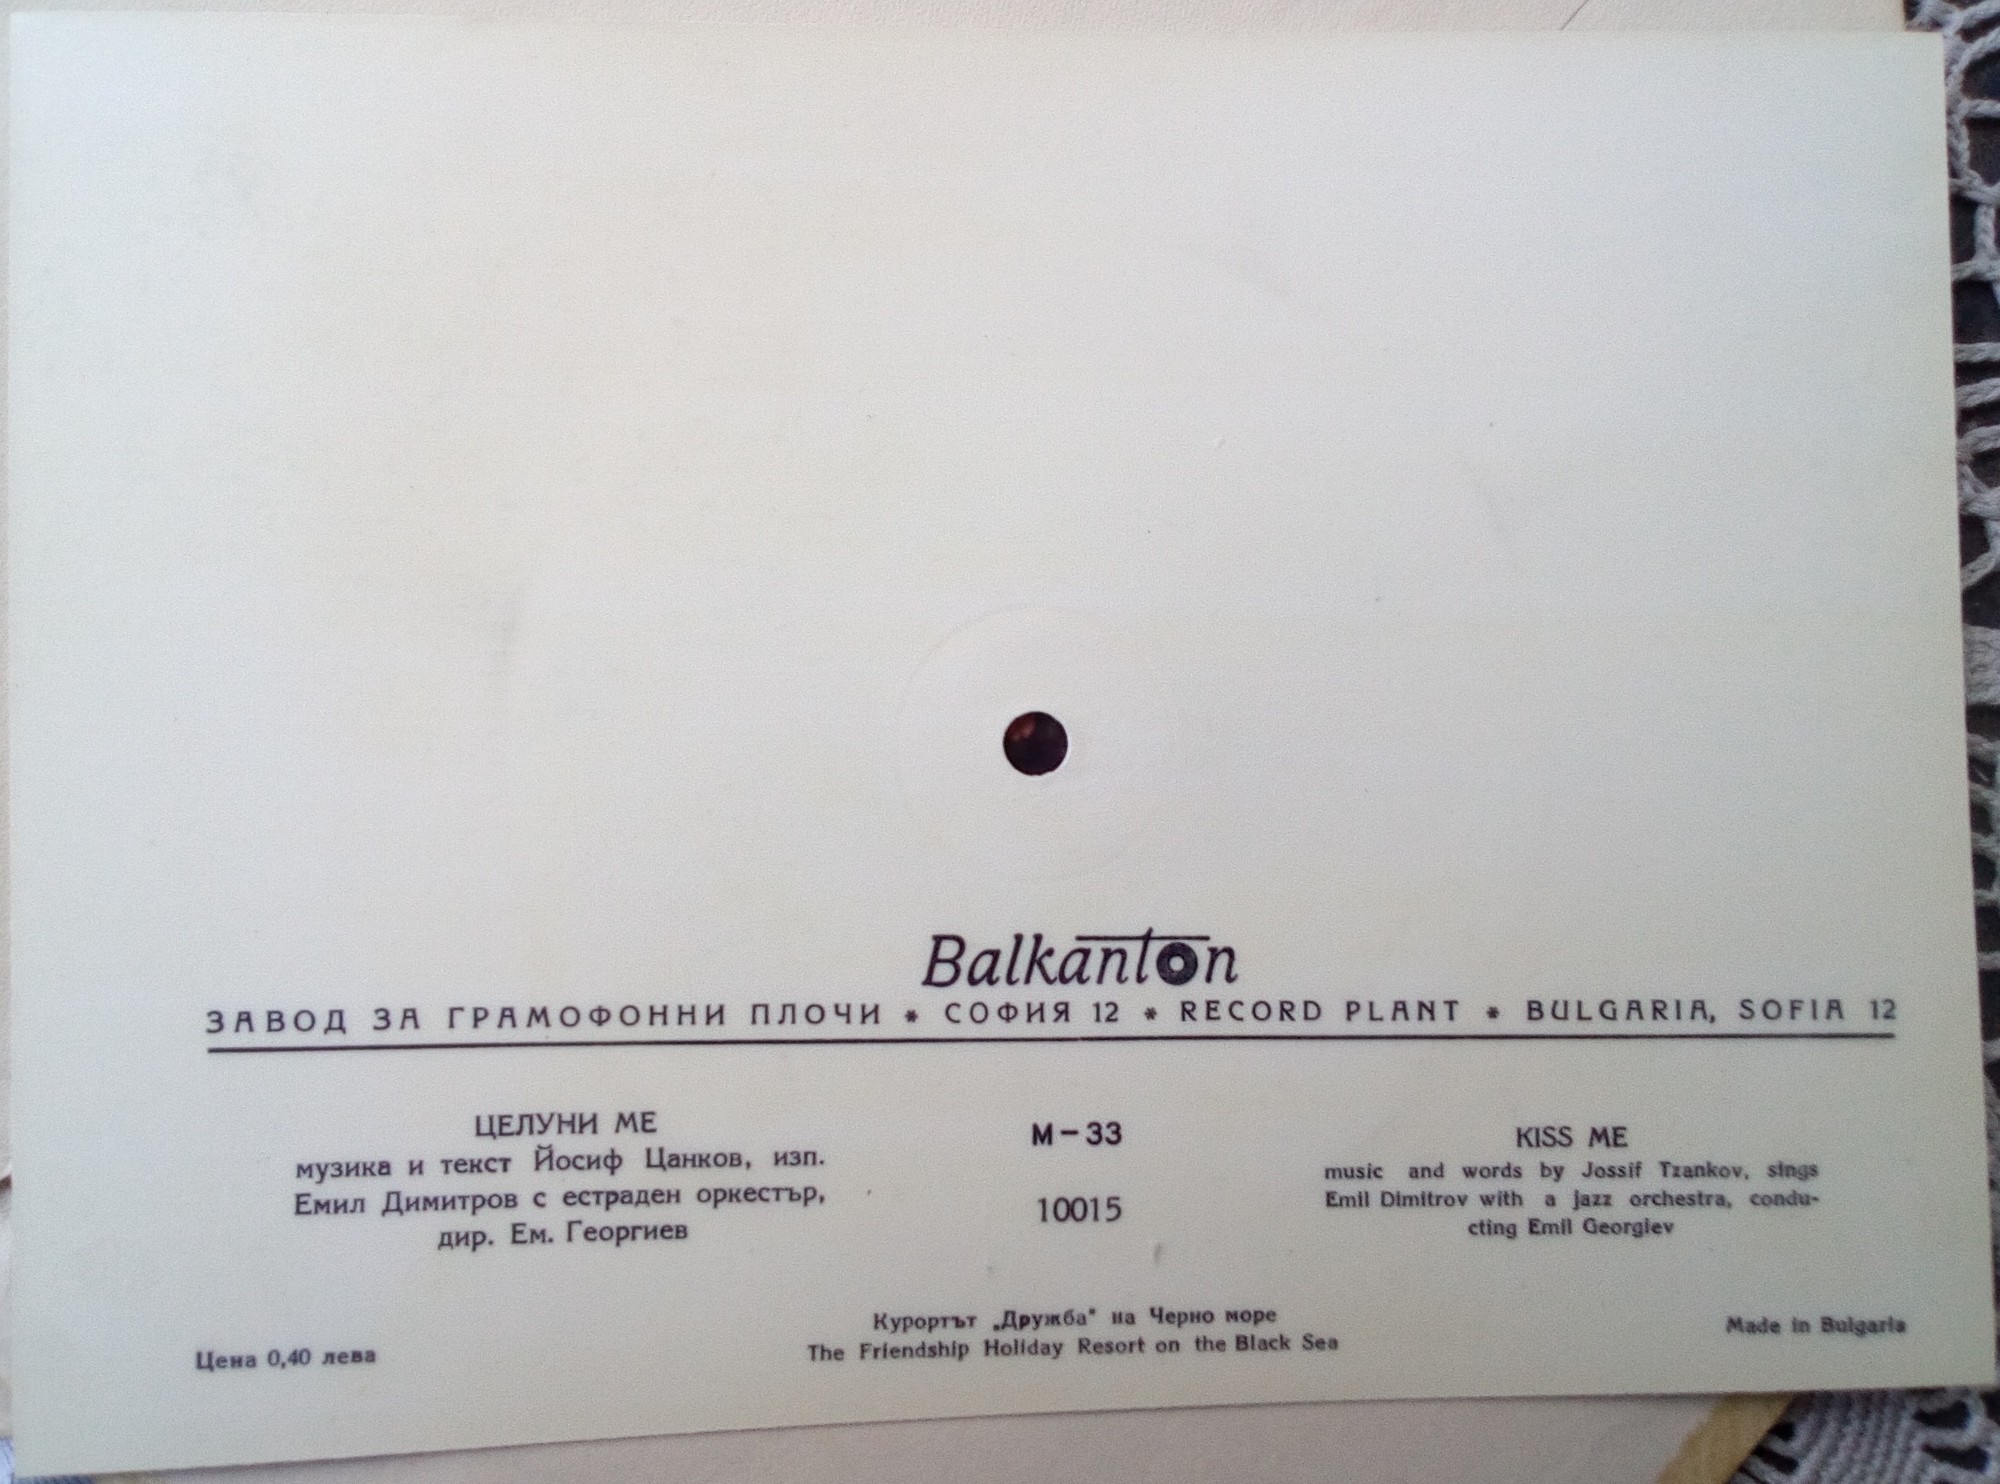 Balkanton
ЗАВОД ЗА ГРАМОФОННИ ПЛОЧИ * СОФИЯ 12 * RECORD PLANT * BULGARIA, SOFIA 12
ЦЕЛУНИ МЕ
музика и текст Йосиф Цанков, изп.
Емил Димитров с естраден оркестър,
дир. Ем. Георгиев
М-33
10015
KISS ME
music and words by Jossif Tzankov, sings
Emil Dimitrov with a jazz orchestra, condu-
cting Emil Georgiev
Курортът „Дружба" на Черно море
The Friendship Holiday Resort on the Black Sea
Цена 0,40 лева
Made in Bulgaria